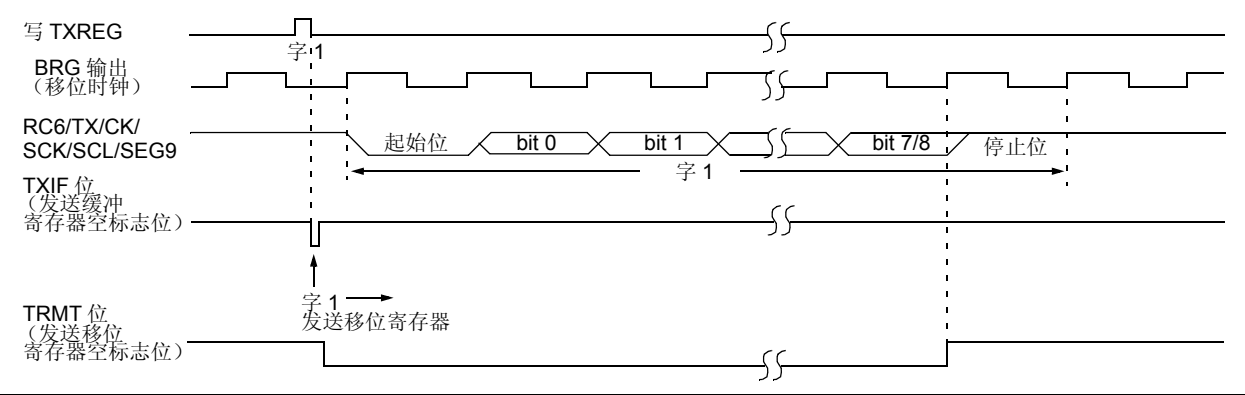 写 TXREG
字 1
BRG 输出
（移位时钟）
RC6/TX/CK/
SCK/SCL/SEG9
起始位
bit 0
bit 1
bit 7/8
停止位
字 1
TXIF 位
（发送缓冲
寄存器空标志位）
字 1
发送移位寄存器
TRMT 位
（发送移位
寄存器空标志位）